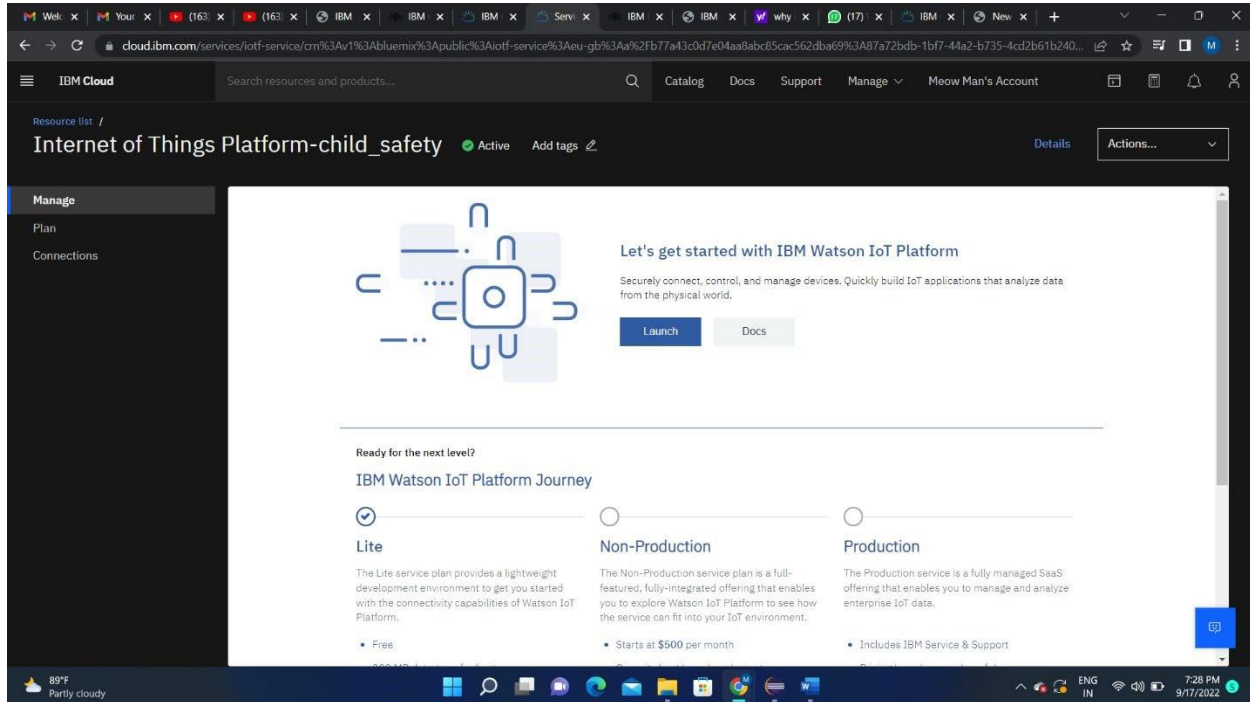 Welc
Your
(163)
(163)
IBM
IBM
IBM
Servi
IBM
IBM
why
(17)
IBM
New
cloud.ibm.com/services/iotf-service/crn%3Av1%3Abluemix%3Apublic%3Aiotf-service%3Aeu-gb%3Aa%2Fb77a43c0d7e04aa8abc85cac562dba69%3A87a72bdb-1bf7-44a2-b735-4cd2b61b240...
M
IBM Cloud
Search resources and products...
Catalog
Docs
Support
Manage
Meow Man's Account
Resource list /
Internet of Things Platform-child_safety
Active
Add tags
Details
Actions...
Manage
Plan
Connections
Let's get started with IBM Watson IoT Platform
Securely connect, control, and manage devices. Quickly build IoT applications that analyze data
from the physical world.
Launch
Docs
Ready for the next level?
IBM Watson IoT Platform Journey
Lite
The Lite service plan provides a lightweight
development environment to get you started
with the connectivity capabilities of Watson IoT
Platform.
• Free
Non-Production
The Non-Production service plan is a full-
featured, fully-integrated offering that enables
you to explore Watson IoT Platform to see how
the service can fit into your IoT environment.
• Starts at $500 per month
Production
The Production service is a fully managed SaaS
offering that enables you to manage and analyze
enterprise IoT data.
• Includes IBM Service & Support
89°F
Partly cloudy
ENG
IN
7:28 PM
9/17/2022
5